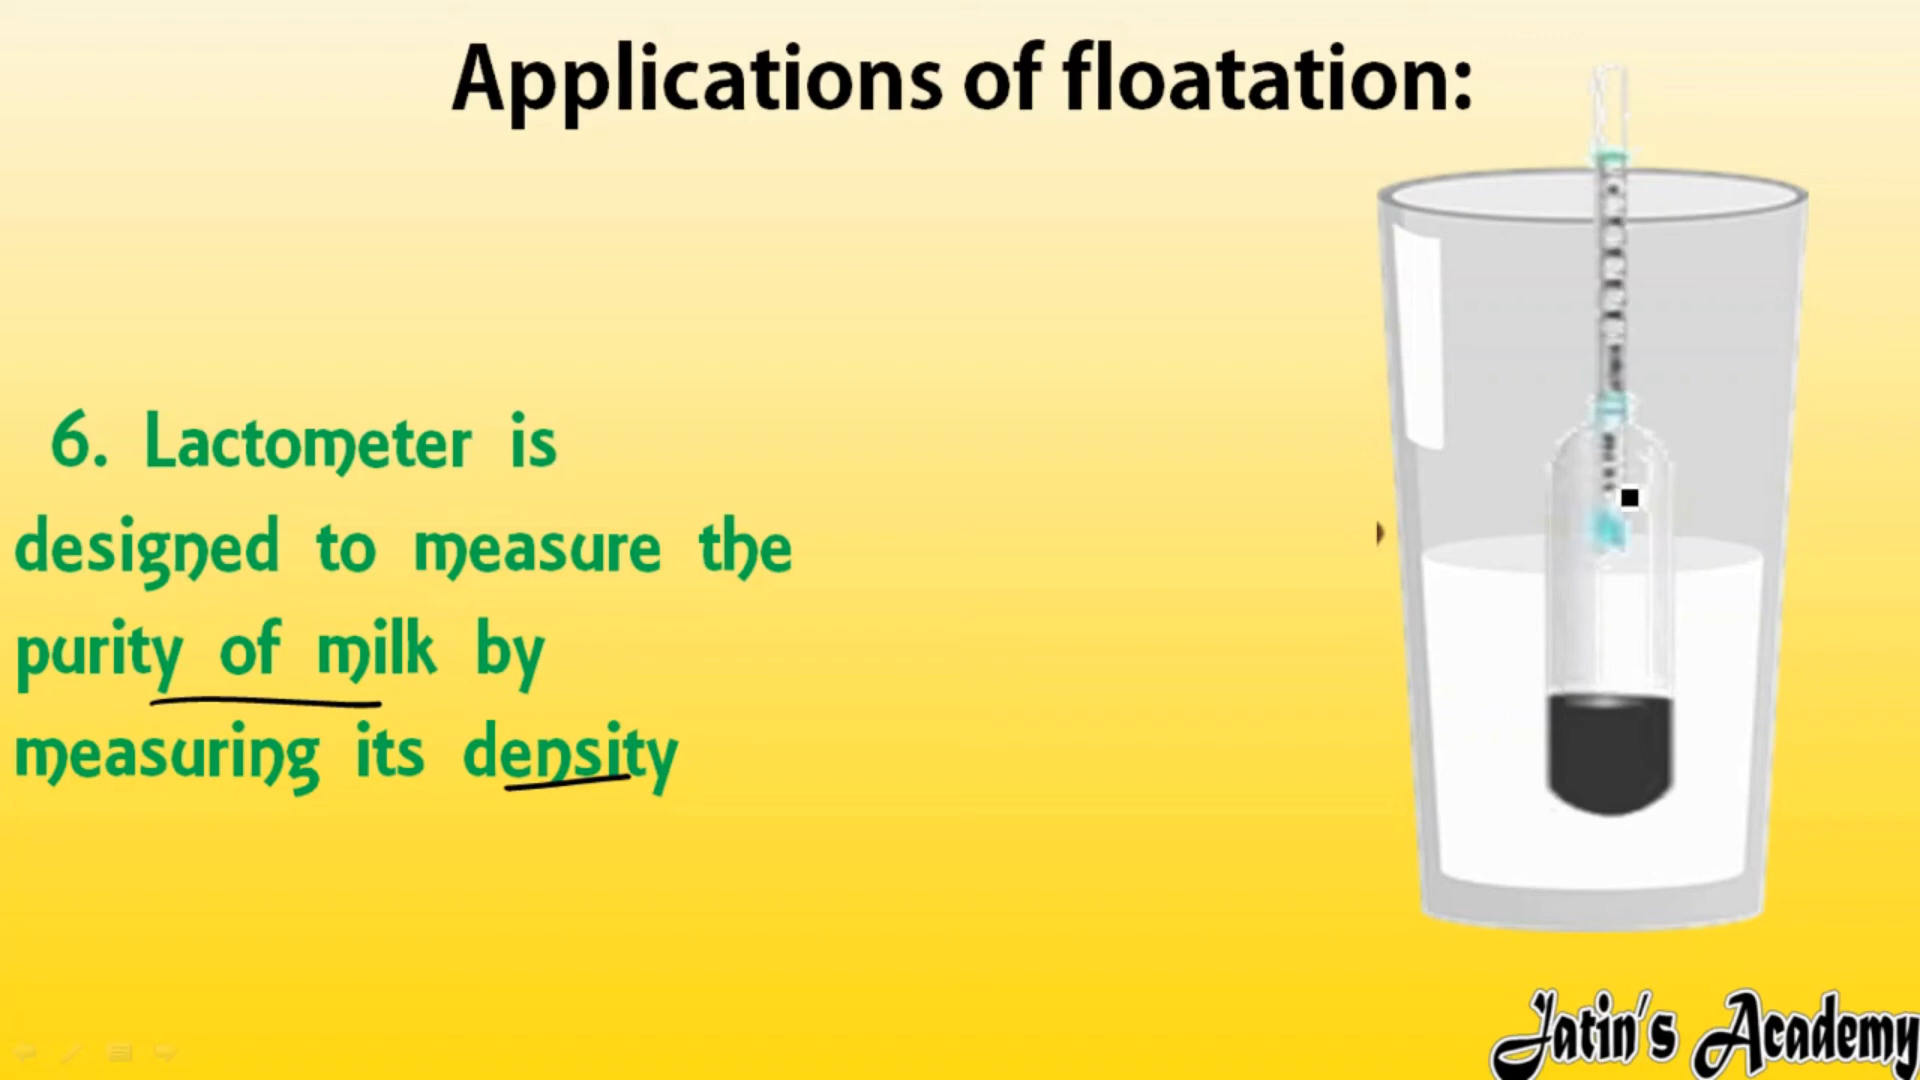 Applications of floatation:
6. Lactometer is
designed to measure the
purity of milk by
measuring its density
Jatin's Academy